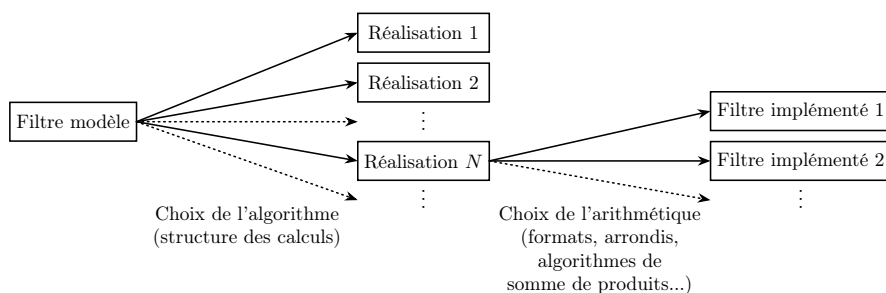 Réalisation 1
Réalisation 2
⋮
Filtre modèle
Réalisation N
⋮
Filtre implémenté 1
Filtre implémenté 2
⋮
Choix de l'algorithme
(structure des calculs)
Choix de l'arithmétique
(formats, arrondis,
algorithmes de
somme de produits...)